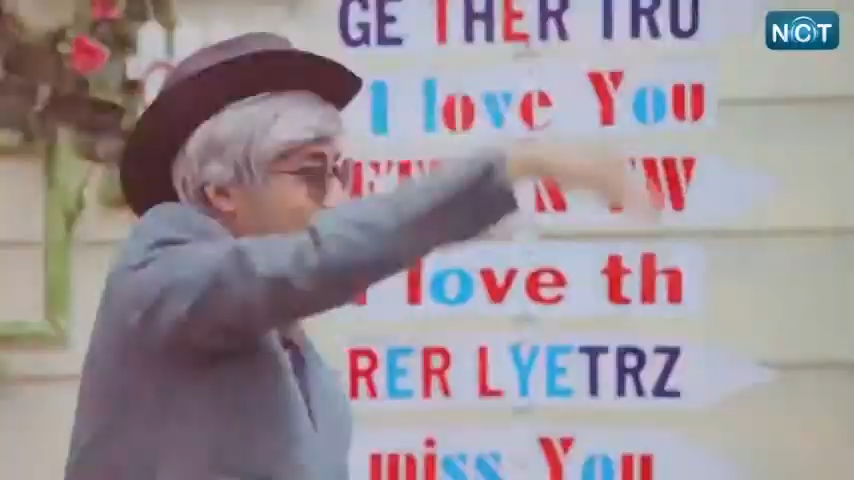 NCT
GE THER TRU
I love You
love th
RER LYETRZ
miss You